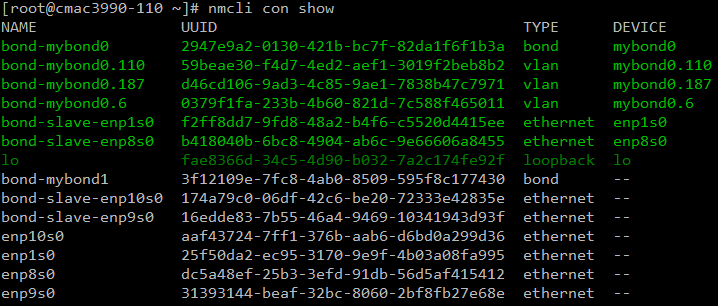 [root@cmac3990-110 ~]# nmcli con show
NAME UUID TYPE DEVICE
bond-mybond0 2947e9a2-0130-421b-bc7f-82da1f6f1b3a bond mybond0
bond-mybond0.110 59beae30-f4d7-4ed2-aef1-3019f2beb8b2 vlan mybond0.110
bond-mybond0.187 d46cd106-9ad3-4c85-9ae1-7838b47c7971 vlan mybond0.187
bond-mybond0.6 0379f1fa-233b-4b60-821d-7c588f465011 vlan mybond0.6
bond-slave-enp1s0 f2ff8dd7-9fd8-48a2-b4f6-c5520d4415ee ethernet enp1s0
bond-slave-enp8s0 b418040b-6bc8-4904-ab6c-9e66606a8455 ethernet enp8s0
lo fae8366d-34c5-4d90-b032-7a2c174fe92f loopback lo
bond-mybond1 3f12109e-7fc8-4ab0-8509-595f8c177430 bond --
bond-slave-enp10s0 174a79c0-06df-42c6-be20-72333e42835e ethernet --
bond-slave-enp9s0 16edde83-7b55-46a4-9469-10341943d93f ethernet --
enp10s0 aaf43724-7ff1-376b-aab6-d6bd0a299d36 ethernet --
enp1s0 25f50da2-ec95-3170-9e9f-4b03a08fa995 ethernet --
enp8s0 dc5a48ef-25b3-3efd-91db-56d5af415412 ethernet --
enp9s0 31393144-beaf-32bc-8060-2bf8fb27e68e ethernet --